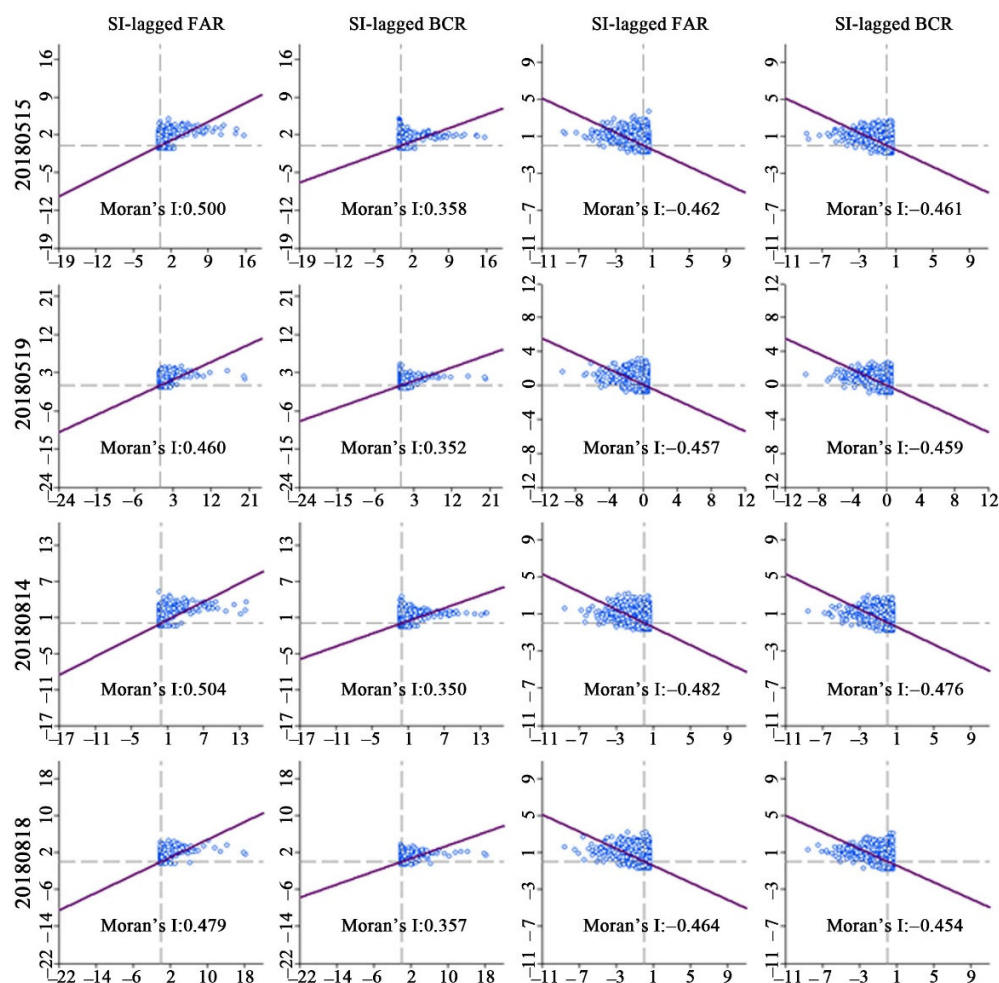 SI-lagged FAR SI-lagged BCR SI-lagged FAR SI-lagged BCR
20180515
16 9 2 −5 −12 −19
Moran's I:0.500
−19 −12 −5 2 9 16
16 9 2 −5 −12 −19
Moran's I:0.358
−19 −12 −5 2 9 16
9 5 1 −3 −7 −11
Moran's I:−0.462
−11 −7 −3 1 5 9
9 5 1 −3 −7 −11
Moran's I:−0.461
−11 −7 −3 1 5 9
20180519
21 12 3 −6 −15 −24
Moran's I:0.460
−24 −15 −6 3 12 21
21 12 3 −6 −15 −24
Moran's I:0.352
−24 −15 −6 3 12 21
12 8 4 0 −4 −8 −12
Moran's I:−0.457
−12 −8 −4 0 4 8 12
12 8 4 0 −4 −8 −12
Moran's I:−0.459
−12 −8 −4 0 4 8 12
20180814
13 7 1 −5 −11 −17
Moran's I:0.504
−17 −11 −5 1 7 13
13 7 1 −5 −11 −17
Moran's I:0.350
−17 −11 −5 1 7 13
9 5 1 −3 −7 −11
Moran's I:−0.482
−11 −7 −3 1 5 9
9 5 1 −3 −7 −11
Moran's I:−0.476
−11 −7 −3 1 5 9
20180818
18 10 2 −6 −14 −22
Moran's I:0.479
−22 −14 −6 2 10 18
18 10 2 −6 −14 −22
Moran's I:0.357
−22 −14 −6 2 10 18
9 5 1 −3 −7 −11
Moran's I:−0.464
−11 −7 −3 1 5 9
9 5 1 −3 −7 −11
Moran's I:−0.454
−11 −7 −3 1 5 9